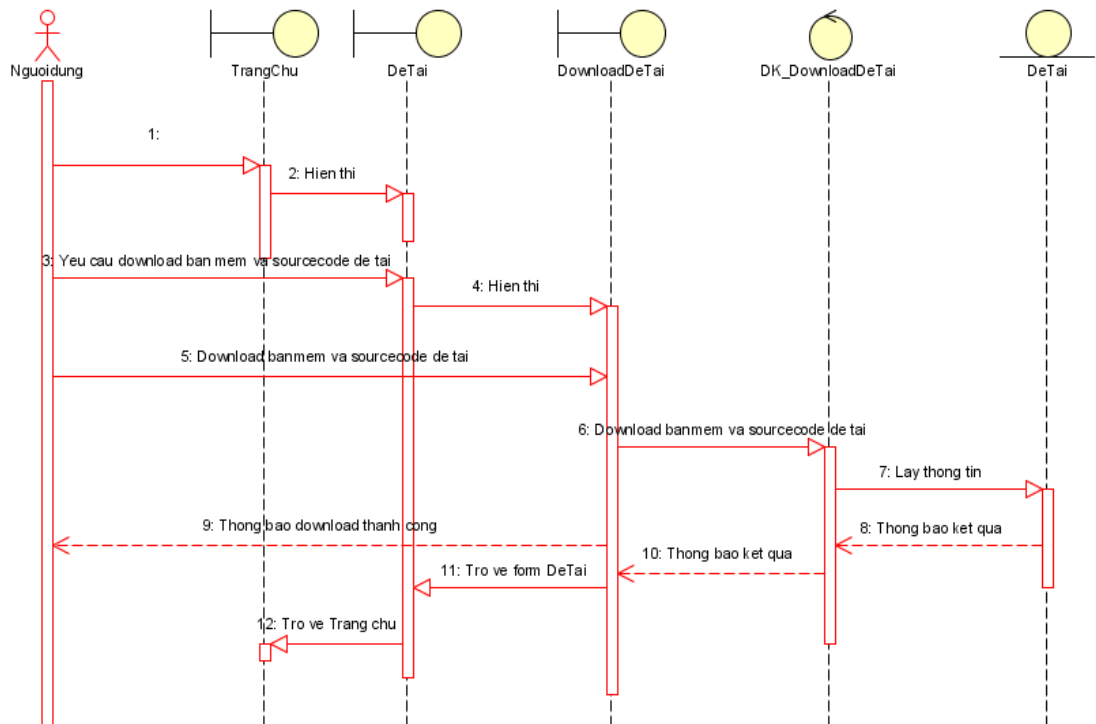 Nguoidung
TrangChu
DeTai
DownloadDeTai
DK_DownloadDeTai
DeTai
1:
2: Hien thi
3: Yeu cau download ban mem va sourcecode de tai
4: Hien thi
5: Download banmem va sourcecode de tai
6: Download banmem va sourcecode de tai
7: Lay thong tin
9: Thong bao download thanh cong
8: Thong bao ket qua
10: Thong bao ket qua
11: Tro ve form DeTai
12: Tro ve Trang chu